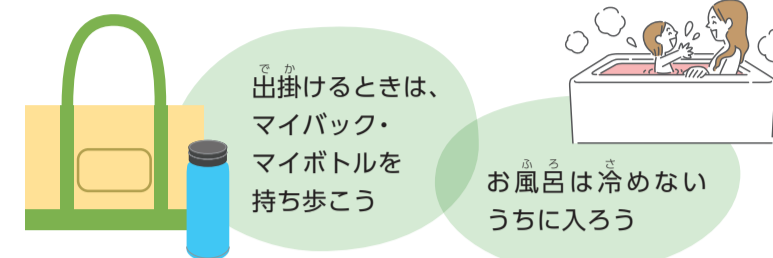 出掛けるときは、
マイバック・
マイボトルを
持ち歩こう
お風呂は冷めない
うちに入ろう